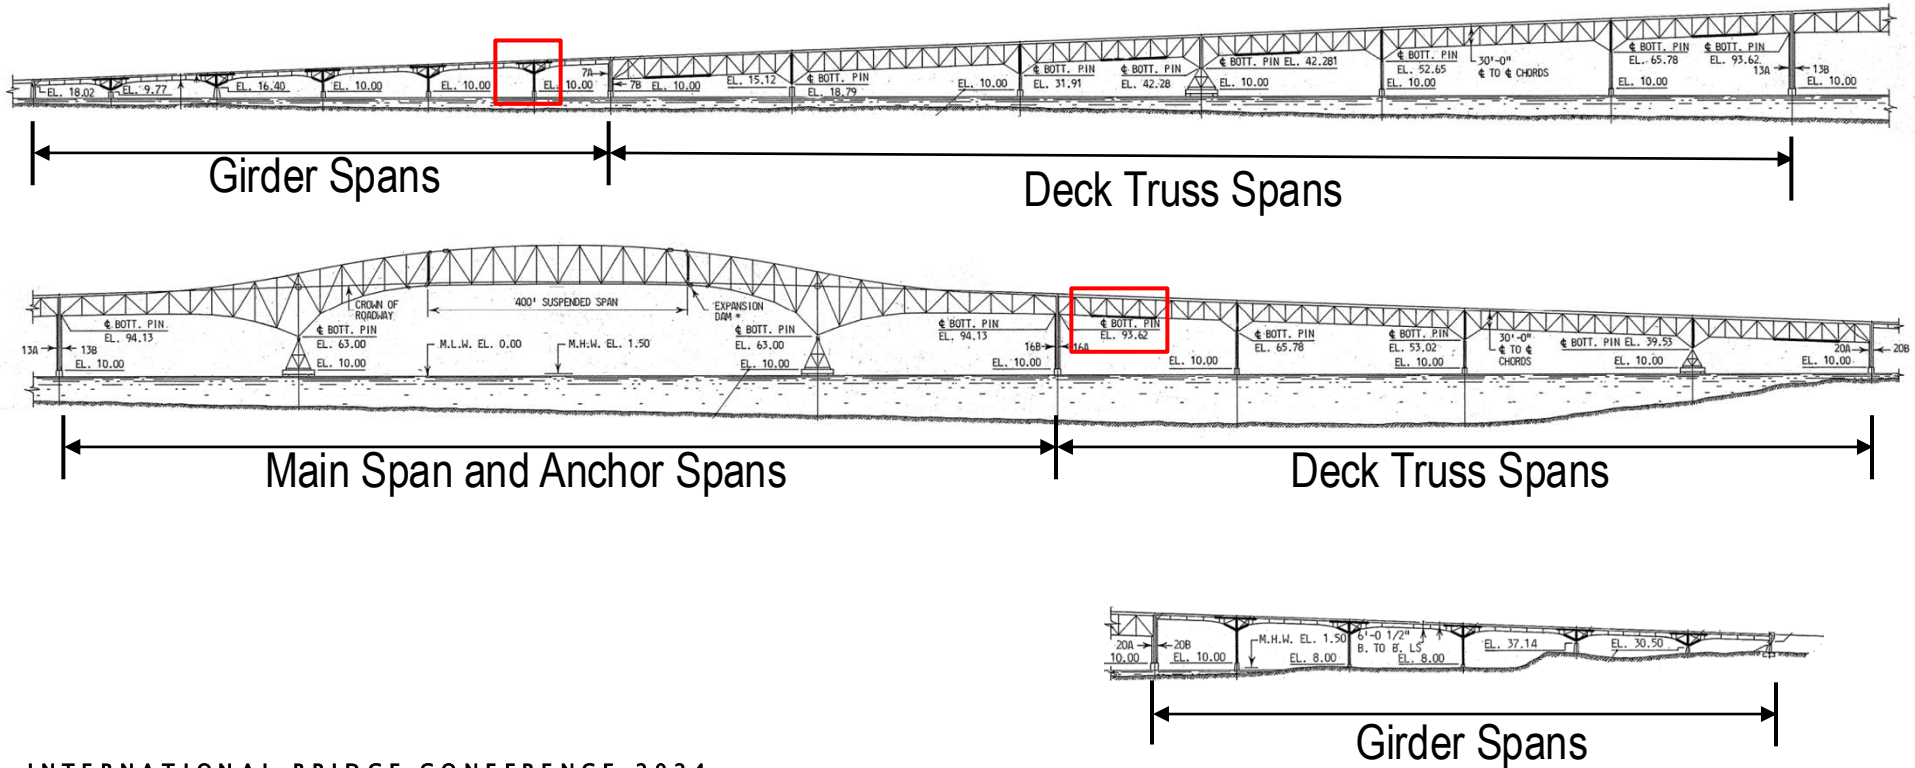 EL. 18.02
EL. 9.77
EL. 16.40
EL. 10.00
EL. 10.00
EL. 10.00
7A
7B
EL. 10.00
EL. 15.12
℄ BOTT. PIN
EL. 18.79
EL. 10.00
℄ BOTT. PIN
EL. 31.91
℄ BOTT. PIN
EL. 42.28
℄ BOTT. PIN EL. 42.281
EL. 10.00
℄ BOTT. PIN
EL. 52.65
EL. 10.00
30'-0"
℄ TO ℄ CHORDS
℄ BOTT. PIN
EL. 65.78
EL. 10.00
℄ BOTT. PIN
EL. 93.62
13A
13B
EL. 10.00
Girder Spans
Deck Truss Spans
13A
13B
℄ BOTT. PIN
EL. 94.13
EL. 10.00
CROWN OF
ROADWAY
℄ BOTT. PIN
EL. 63.00
EL. 10.00
400' SUSPENDED SPAN
M.L.W. EL. 0.00
M.H.W. EL. 1.50
EXPANSION
DAM *
℄ BOTT. PIN
EL. 63.00
EL. 10.00
℄ BOTT. PIN
EL. 94.13
16B
16A
EL. 10.00
℄ BOTT. PIN
EL. 93.62
EL. 10.00
℄ BOTT. PIN
EL. 65.78
℄ BOTT. PIN
EL. 53.02
EL. 10.00
30'-0"
℄ TO ℄
CHORDS
℄ BOTT. PIN EL. 39.53
20A
20B
EL. 10.00
Main Span and Anchor Spans
Deck Truss Spans
20A
20B
10.00
EL. 10.00
M.H.W. EL. 1.50
EL. 8.00
6'-0 1/2"
B. TO B. LS
EL. 8.00
EL. 37.14
EL. 30.50
Girder Spans
INTERNATIONAL BRIDGE CONFERENCE 2024